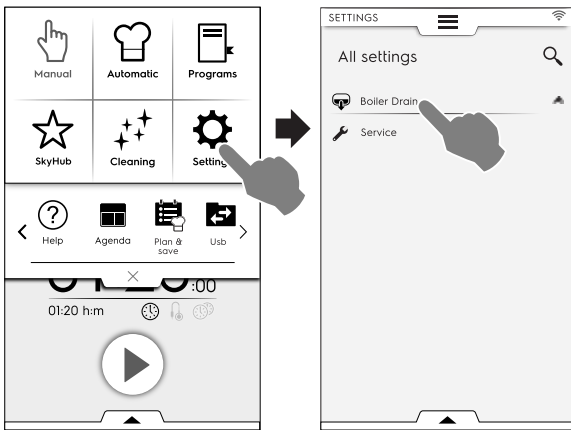 Manual Automatic Programs
SkyHub Cleaning Setting
Help Agenda Plan & save Usb
:00
01:20 h:m
SETTINGS
All settings
Boiler Drain
Service